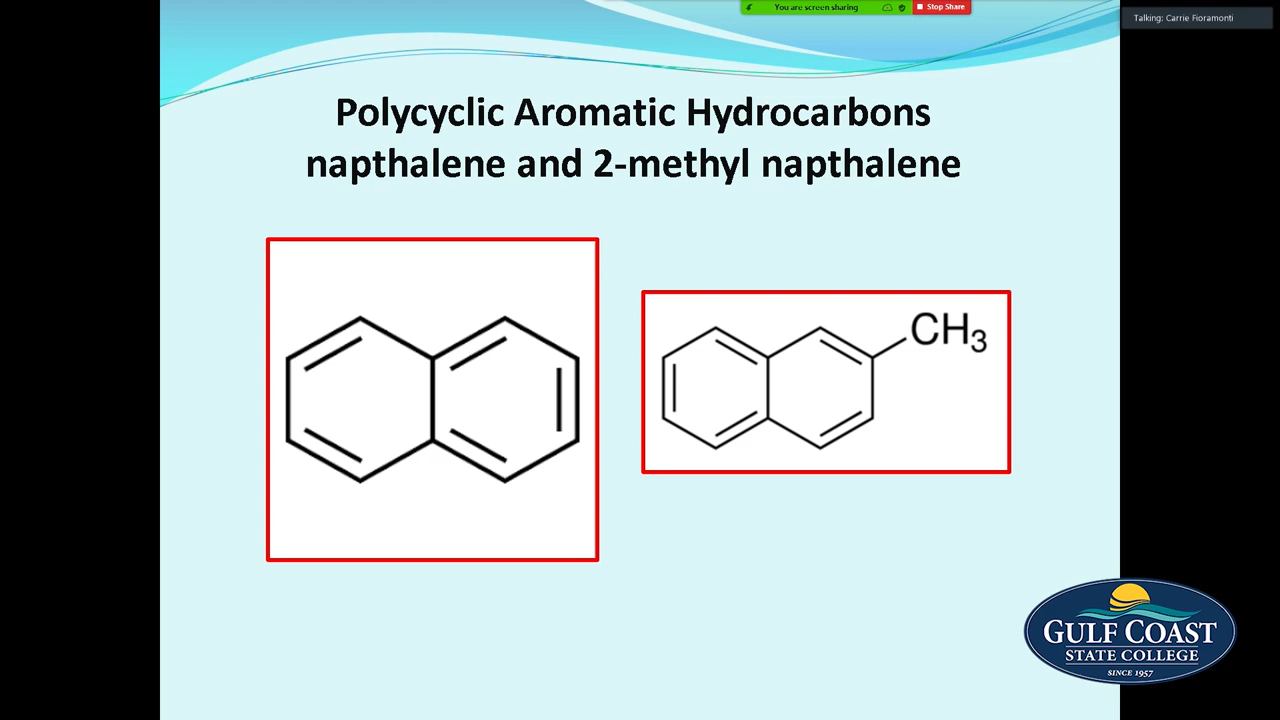 You are screen sharing
Stop Share
Talking: Carrie Fioramonti
Polycyclic Aromatic Hydrocarbons
napthalene and 2-methyl napthalene
CH3
GULF COAST
STATE COLLEGE
SINCE 1957